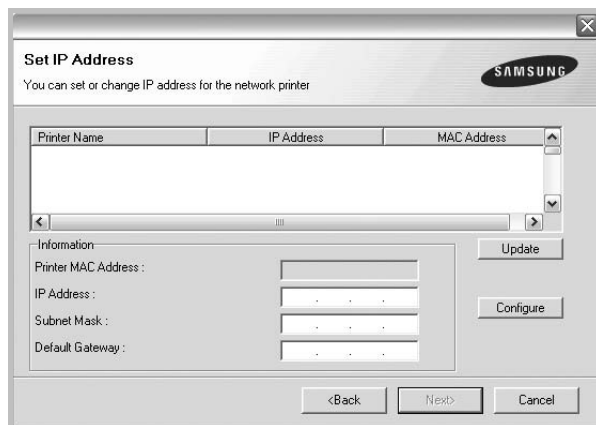 Set IP Address
You can set or change IP address for the network printer
SAMSUNG
Printer Name IP Address MAC Address
Information
Update
Printer MAC Address :
IP Address :
Configure
Subnet Mask :
Default Gateway :
<Back Next> Cancel